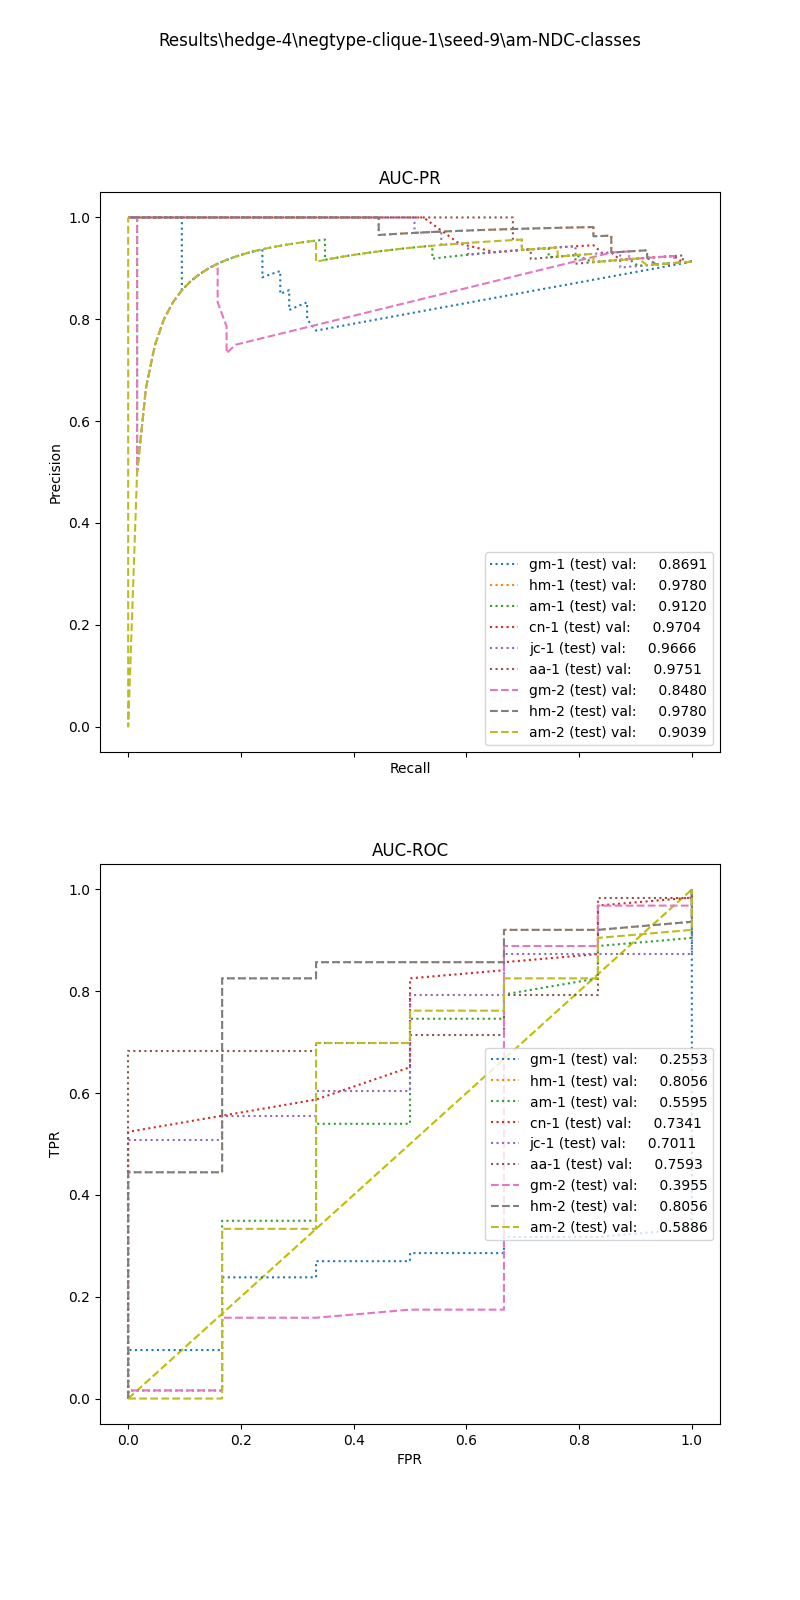 Results\hedge-4\negtype-clique-1\seed-9\am-NDC-classes
AUC-PR
1.0
0.8
0.6
0.4
0.2
0.0
Precision
gm-1 (test) val: 0.8691
hm-1 (test) val: 0.9780
am-1 (test) val: 0.9120
cn-1 (test) val: 0.9704
jc-1 (test) val: 0.9666
aa-1 (test) val: 0.9751
gm-2 (test) val: 0.8480
hm-2 (test) val: 0.9780
am-2 (test) val: 0.9039
Recall
AUC-ROC
1.0
0.8
0.6
0.4
0.2
0.0
TPR
gm-1 (test) val: 0.2553
hm-1 (test) val: 0.8056
am-1 (test) val: 0.5595
cn-1 (test) val: 0.7341
jc-1 (test) val: 0.7011
aa-1 (test) val: 0.7593
gm-2 (test) val: 0.3955
hm-2 (test) val: 0.8056
am-2 (test) val: 0.5886
0.0 0.2 0.4 0.6 0.8 1.0
FPR